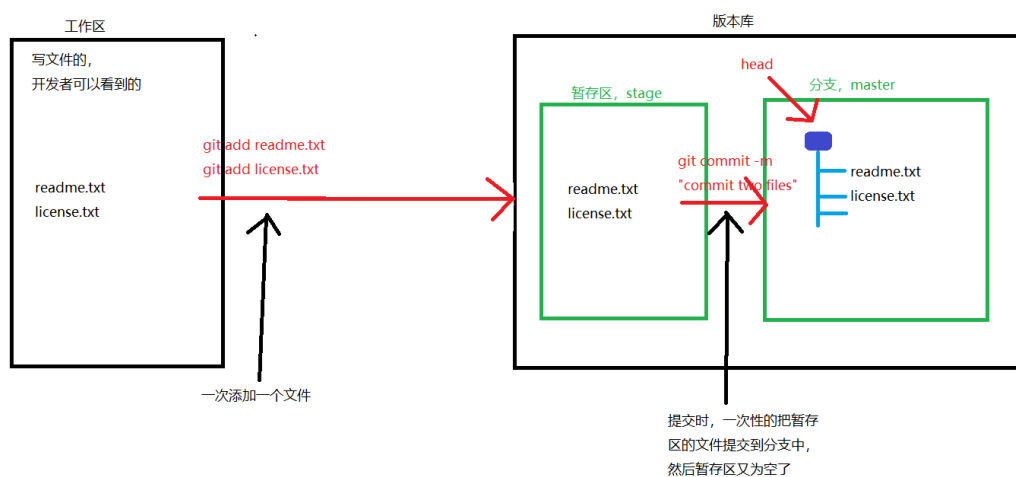 工作区
写文件的，
开发者可以看到的
readme.txt
license.txt
git add readme.txt
git add license.txt
一次添加一个文件
版本库
暂存区，stage
readme.txt
license.txt
git commit -m
"commit two files"
head
分支，master
readme.txt
license.txt
提交时，一次性的把暂存
区的文件提交到分支中，
然后暂存区又为空了